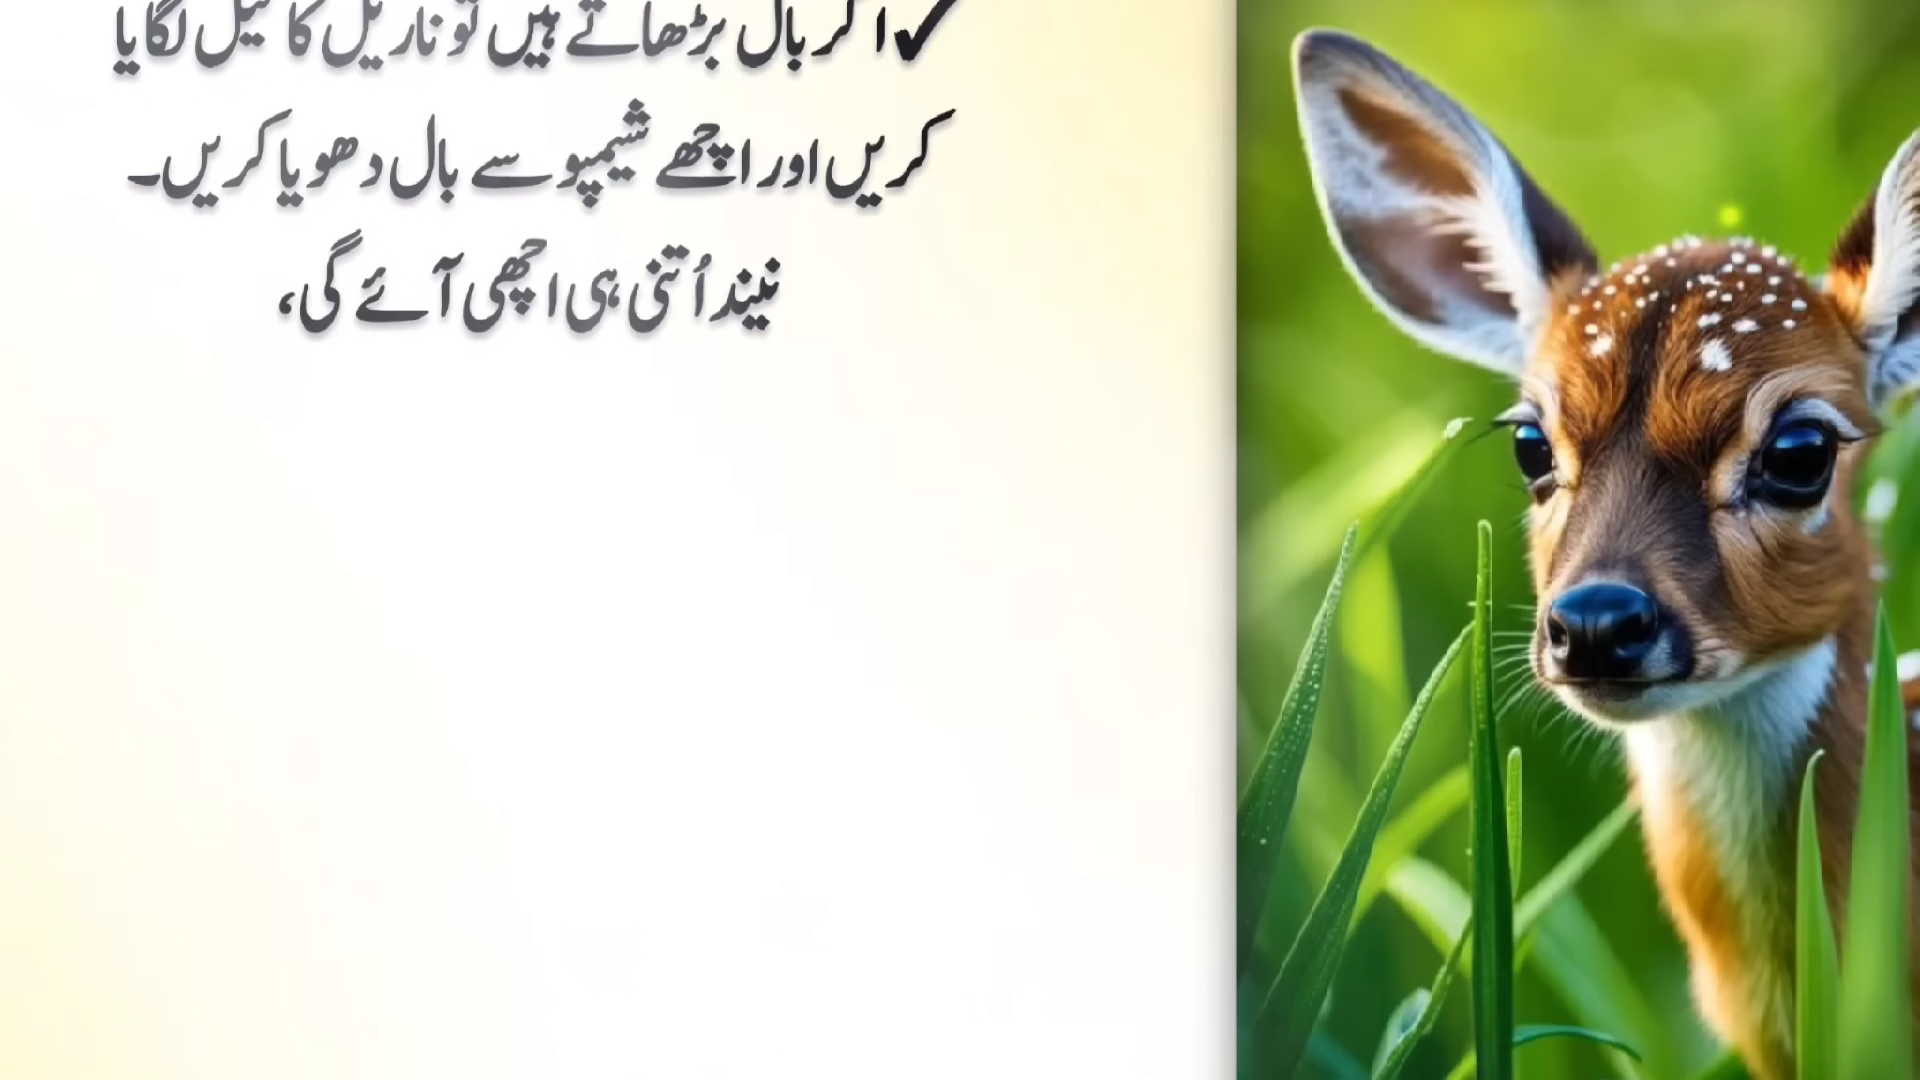 ✔اگر بال بڑھاتے ہیں تو ناریل کا تیل لگایا
کریں اور اچھے شیمپو سے بال دھویا کریں۔
نیند اُتنی ہی اچھی آئے گی،